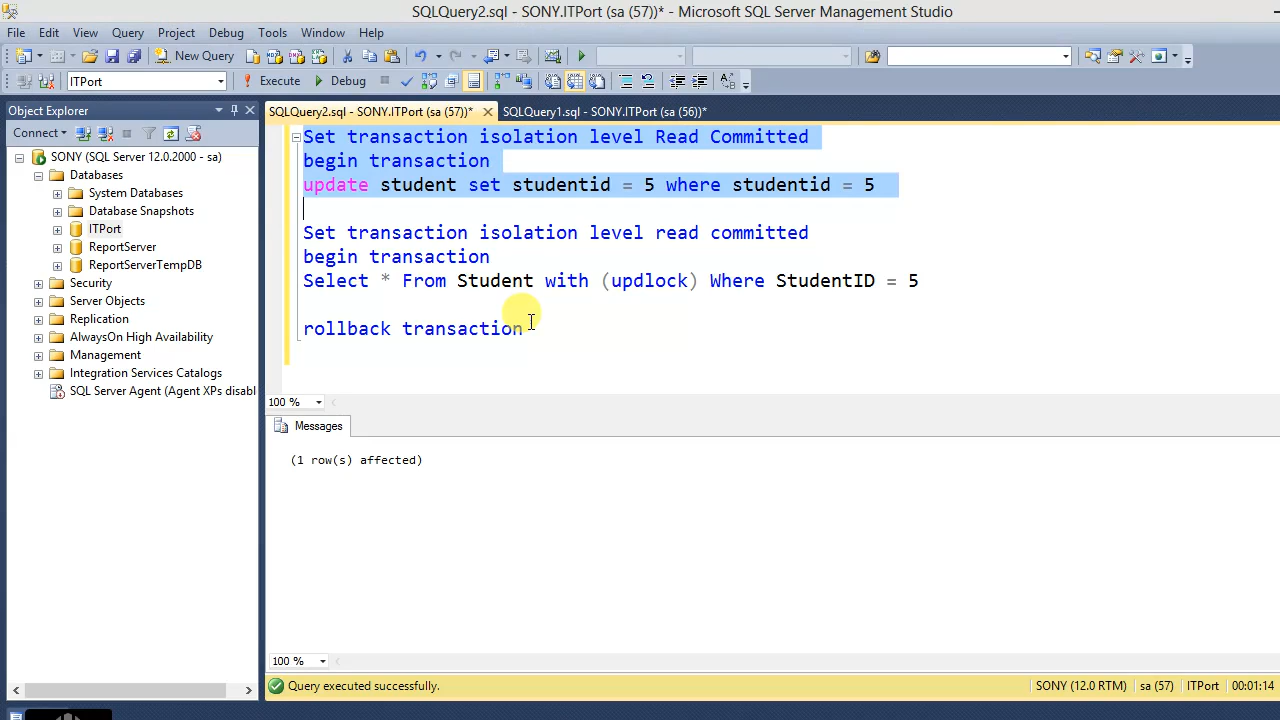 SQLQuery2.sql - SONY.ITPort (sa (57))* - Microsoft SQL Server Management Studio
File Edit View Query Project Debug Tools Window Help
New Query
ITPort Execute Debug
Object Explorer
SQLQuery2.sql - SONY.ITPort (sa (57))* SQLQuery1.sql - SONY.ITPort (sa (56))*
Connect
SONY (SQL Server 12.0.2000 - sa)
Databases
System Databases
Database Snapshots
ITPort
ReportServer
ReportServerTempDB
Security
Server Objects
Replication
AlwaysOn High Availability
Management
Integration Services Catalogs
SQL Server Agent (Agent XPs disabl
Set transaction isolation level Read Committed
begin transaction
update student set studentid = 5 where studentid = 5
Set transaction isolation level read committed
begin transaction
Select * From Student with (updlock) Where StudentID = 5
rollback transaction
100 %
Messages
(1 row(s) affected)
100 %
Query executed successfully. SONY (12.0 RTM) sa (57) ITPort 00:01:14